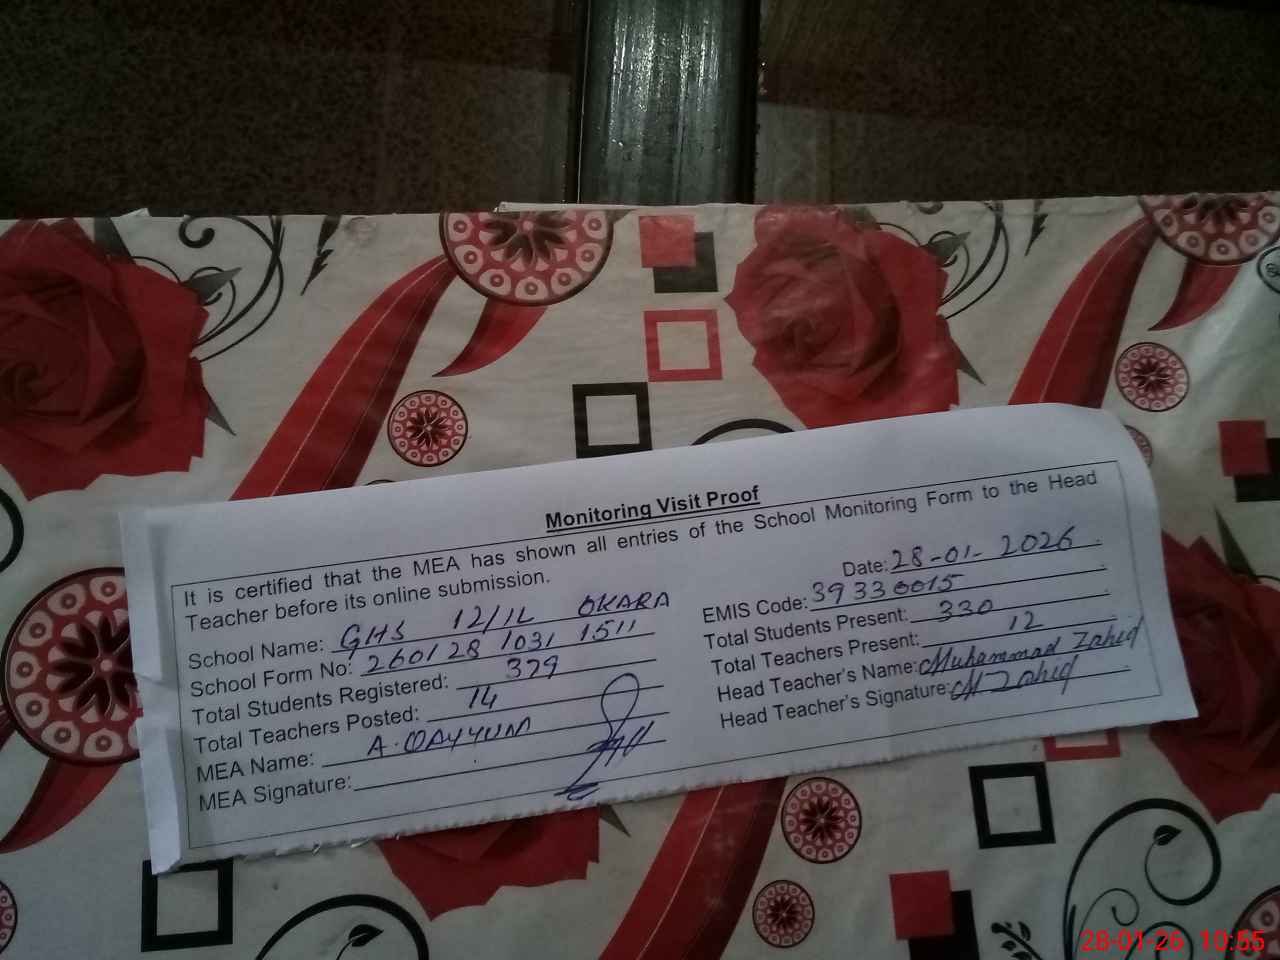 Monitoring Visit Proof
It is certified that the MEA has shown all entries of the School Monitoring Form to the Head
Teacher before its online submission.
Date: 28-01-2026
School Name: GHS 12/1L OKARA
EMIS Code: 39330015
School Form No: 260128 1031 1511
Total Students Present: 330
Total Students Registered: 379
Total Teachers Present: 12
Total Teachers Posted: 14
Head Teacher's Name: Muhammad Zahid
MEA Name: A. QAYYUM
Head Teacher's Signature: M Zahid
MEA Signature:
28-01-26 10:55